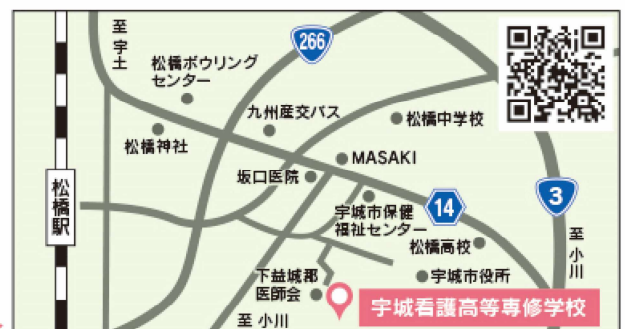 至宇土
266
松橋ボウリング
センター
九州産交バス
松橋中学校
松橋神社
MASAKI
坂口医院
松橋駅
宇城市保健
福祉センター
14
3
松橋高校
至小川
下益城郡
医師会
宇城市役所
宇城看護高等専修学校
至 小川